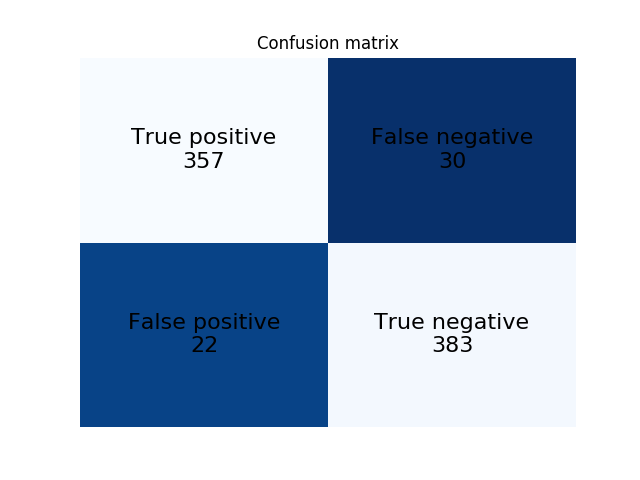 Confusion matrix
True positive
357
False negative
30
False positive
22
True negative
383